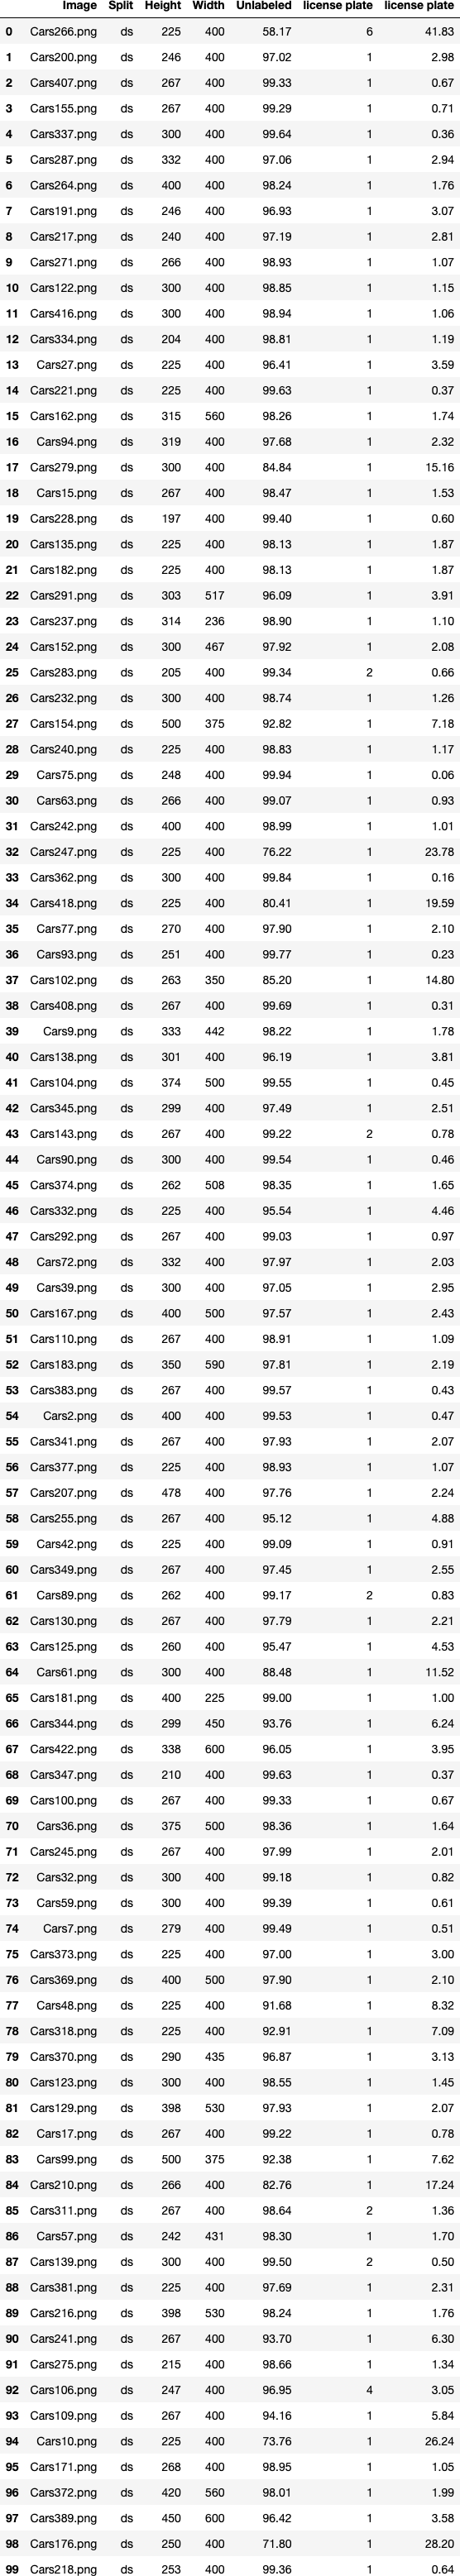 Image Split Height Width Unlabeled license plate license plate
0 Cars266.png ds 225 400 58.17 6 41.83
1 Cars200.png ds 246 400 97.02 1 2.98
2 Cars407.png ds 267 400 99.33 1 0.67
3 Cars155.png ds 267 400 99.29 1 0.71
4 Cars337.png ds 300 400 99.64 1 0.36
5 Cars287.png ds 332 400 97.06 1 2.94
6 Cars264.png ds 400 400 98.24 1 1.76
7 Cars191.png ds 246 400 96.93 1 3.07
8 Cars217.png ds 240 400 97.19 1 2.81
9 Cars271.png ds 266 400 98.93 1 1.07
10 Cars122.png ds 300 400 98.85 1 1.15
11 Cars416.png ds 300 400 98.94 1 1.06
12 Cars334.png ds 204 400 98.81 1 1.19
13 Cars27.png ds 225 400 96.41 1 3.59
14 Cars221.png ds 225 400 99.63 1 0.37
15 Cars162.png ds 315 560 98.26 1 1.74
16 Cars94.png ds 319 400 97.68 1 2.32
17 Cars279.png ds 300 400 84.84 1 15.16
18 Cars15.png ds 267 400 98.47 1 1.53
19 Cars228.png ds 197 400 99.40 1 0.60
20 Cars135.png ds 225 400 98.13 1 1.87
21 Cars182.png ds 225 400 98.13 1 1.87
22 Cars291.png ds 303 517 96.09 1 3.91
23 Cars237.png ds 314 236 98.90 1 1.10
24 Cars152.png ds 300 467 97.92 1 2.08
25 Cars283.png ds 205 400 99.34 2 0.66
26 Cars232.png ds 300 400 98.74 1 1.26
27 Cars154.png ds 500 375 92.82 1 7.18
28 Cars240.png ds 225 400 98.83 1 1.17
29 Cars75.png ds 248 400 99.94 1 0.06
30 Cars63.png ds 266 400 99.07 1 0.93
31 Cars242.png ds 400 400 98.99 1 1.01
32 Cars247.png ds 225 400 76.22 1 23.78
33 Cars362.png ds 300 400 99.84 1 0.16
34 Cars418.png ds 225 400 80.41 1 19.59
35 Cars77.png ds 270 400 97.90 1 2.10
36 Cars93.png ds 251 400 99.77 1 0.23
37 Cars102.png ds 263 350 85.20 1 14.80
38 Cars408.png ds 267 400 99.69 1 0.31
39 Cars9.png ds 333 442 98.22 1 1.78
40 Cars138.png ds 301 400 96.19 1 3.81
41 Cars104.png ds 374 500 99.55 1 0.45
42 Cars345.png ds 299 400 97.49 1 2.51
43 Cars143.png ds 267 400 99.22 2 0.78
44 Cars90.png ds 300 400 99.54 1 0.46
45 Cars374.png ds 262 508 98.35 1 1.65
46 Cars332.png ds 225 400 95.54 1 4.46
47 Cars292.png ds 267 400 99.03 1 0.97
48 Cars72.png ds 332 400 97.97 1 2.03
49 Cars39.png ds 300 400 97.05 1 2.95
50 Cars167.png ds 400 500 97.57 1 2.43
51 Cars110.png ds 267 400 98.91 1 1.09
52 Cars183.png ds 350 590 97.81 1 2.19
53 Cars383.png ds 267 400 99.57 1 0.43
54 Cars2.png ds 400 400 99.53 1 0.47
55 Cars341.png ds 267 400 97.93 1 2.07
56 Cars377.png ds 225 400 98.93 1 1.07
57 Cars207.png ds 478 400 97.76 1 2.24
58 Cars255.png ds 267 400 95.12 1 4.88
59 Cars42.png ds 225 400 99.09 1 0.91
60 Cars349.png ds 267 400 97.45 1 2.55
61 Cars89.png ds 262 400 99.17 2 0.83
62 Cars130.png ds 267 400 97.79 1 2.21
63 Cars125.png ds 260 400 95.47 1 4.53
64 Cars61.png ds 300 400 88.48 1 11.52
65 Cars181.png ds 400 225 99.00 1 1.00
66 Cars344.png ds 299 450 93.76 1 6.24
67 Cars422.png ds 338 600 96.05 1 3.95
68 Cars347.png ds 210 400 99.63 1 0.37
69 Cars100.png ds 267 400 99.33 1 0.67
70 Cars36.png ds 375 500 98.36 1 1.64
71 Cars245.png ds 267 400 97.99 1 2.01
72 Cars32.png ds 300 400 99.18 1 0.82
73 Cars59.png ds 300 400 99.39 1 0.61
74 Cars7.png ds 279 400 99.49 1 0.51
75 Cars373.png ds 225 400 97.00 1 3.00
76 Cars369.png ds 400 500 97.90 1 2.10
77 Cars48.png ds 225 400 91.68 1 8.32
78 Cars318.png ds 225 400 92.91 1 7.09
79 Cars370.png ds 290 435 96.87 1 3.13
80 Cars123.png ds 300 400 98.55 1 1.45
81 Cars129.png ds 398 530 97.93 1 2.07
82 Cars17.png ds 267 400 99.22 1 0.78
83 Cars99.png ds 500 375 92.38 1 7.62
84 Cars210.png ds 266 400 82.76 1 17.24
85 Cars311.png ds 267 400 98.64 2 1.36
86 Cars57.png ds 242 431 98.30 1 1.70
87 Cars139.png ds 300 400 99.50 2 0.50
88 Cars381.png ds 225 400 97.69 1 2.31
89 Cars216.png ds 398 530 98.24 1 1.76
90 Cars241.png ds 267 400 93.70 1 6.30
91 Cars275.png ds 215 400 98.66 1 1.34
92 Cars106.png ds 247 400 96.95 4 3.05
93 Cars109.png ds 267 400 94.16 1 5.84
94 Cars10.png ds 225 400 73.76 1 26.24
95 Cars171.png ds 268 400 98.95 1 1.05
96 Cars372.png ds 420 560 98.01 1 1.99
97 Cars389.png ds 450 600 96.42 1 3.58
98 Cars176.png ds 250 400 71.80 1 28.20
99 Cars218.png ds 253 400 99.36 1 0.64